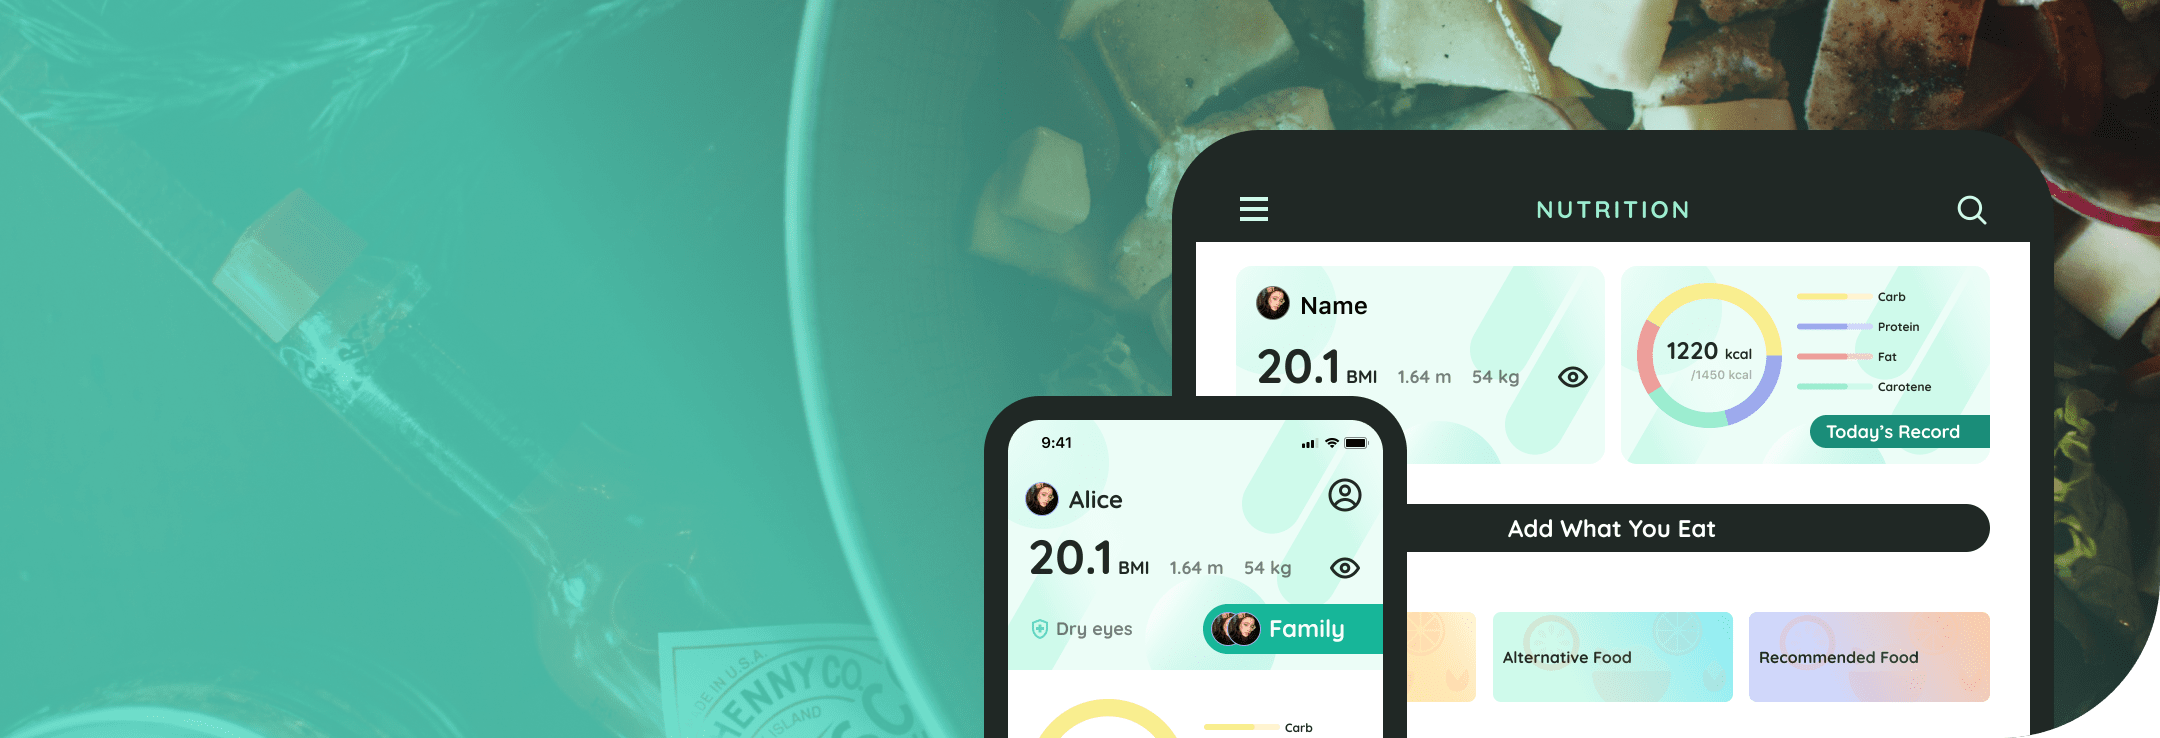 NUTRITION
Name
20.1 BMI 1.64 m 54 kg
1220 kcal
/1450 kcal
Carb
Protein
Fat
Carotene
Today's Record
Add What You Eat
Alternative Food
Recommended Food
9:41
Alice
20.1 BMI 1.64 m 54 kg
Dry eyes
Family
Carb
DE IN U.S.A.
HENNY CO.
ISLAND